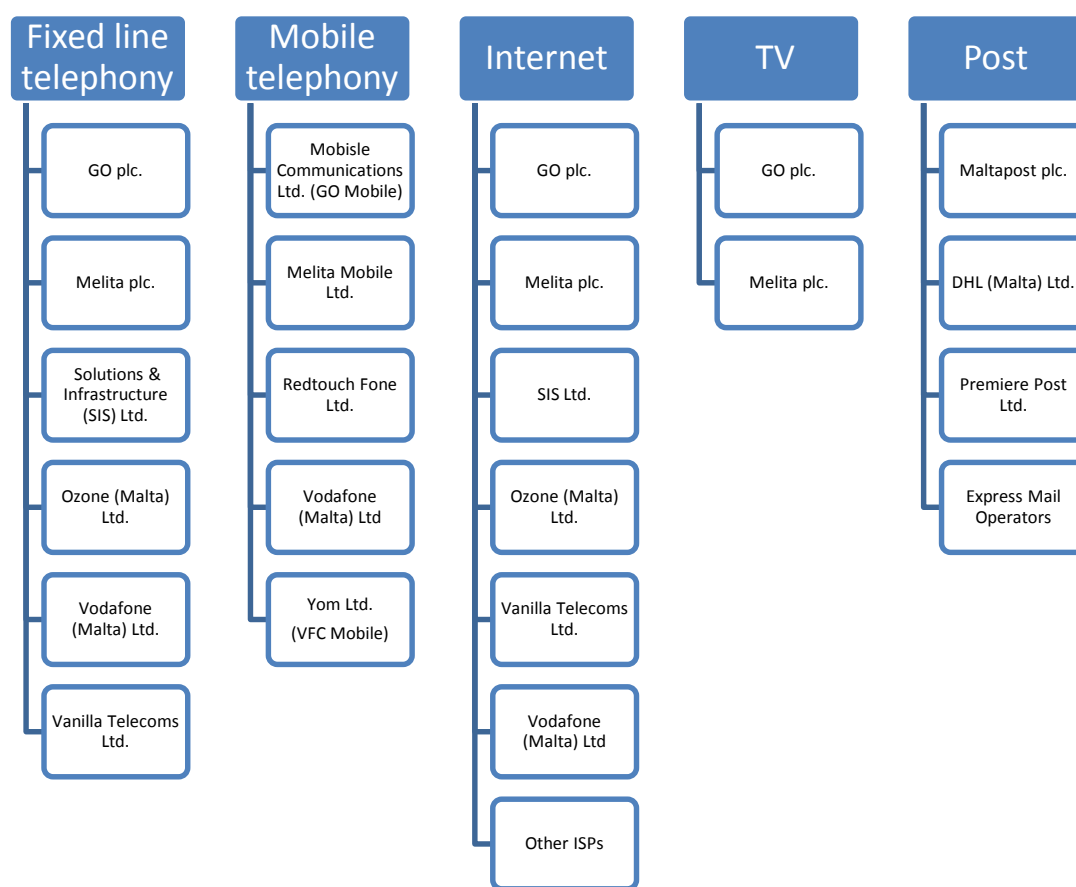 Fixed line
telephony
GO plc.
Melita plc.
Solutions &
Infrastructure
(SIS) Ltd.
Ozone (Malta)
Ltd.
Vodafone
(Malta) Ltd.
Vanilla Telecoms
Ltd.
Mobile
telephony
Mobisle
Communications
Ltd. (GO Mobile)
Melita Mobile
Ltd.
Redtouch Fone
Ltd.
Vodafone
(Malta) Ltd
Yom Ltd.
(VFC Mobile)
Internet
GO plc.
Melita plc.
SIS Ltd.
Ozone (Malta)
Ltd.
Vanilla Telecoms
Ltd.
Vodafone
(Malta) Ltd
Other ISPs
TV
GO plc.
Melita plc.
Post
Maltapost plc.
DHL (Malta) Ltd.
Premiere Post
Ltd.
Express Mail
Operators